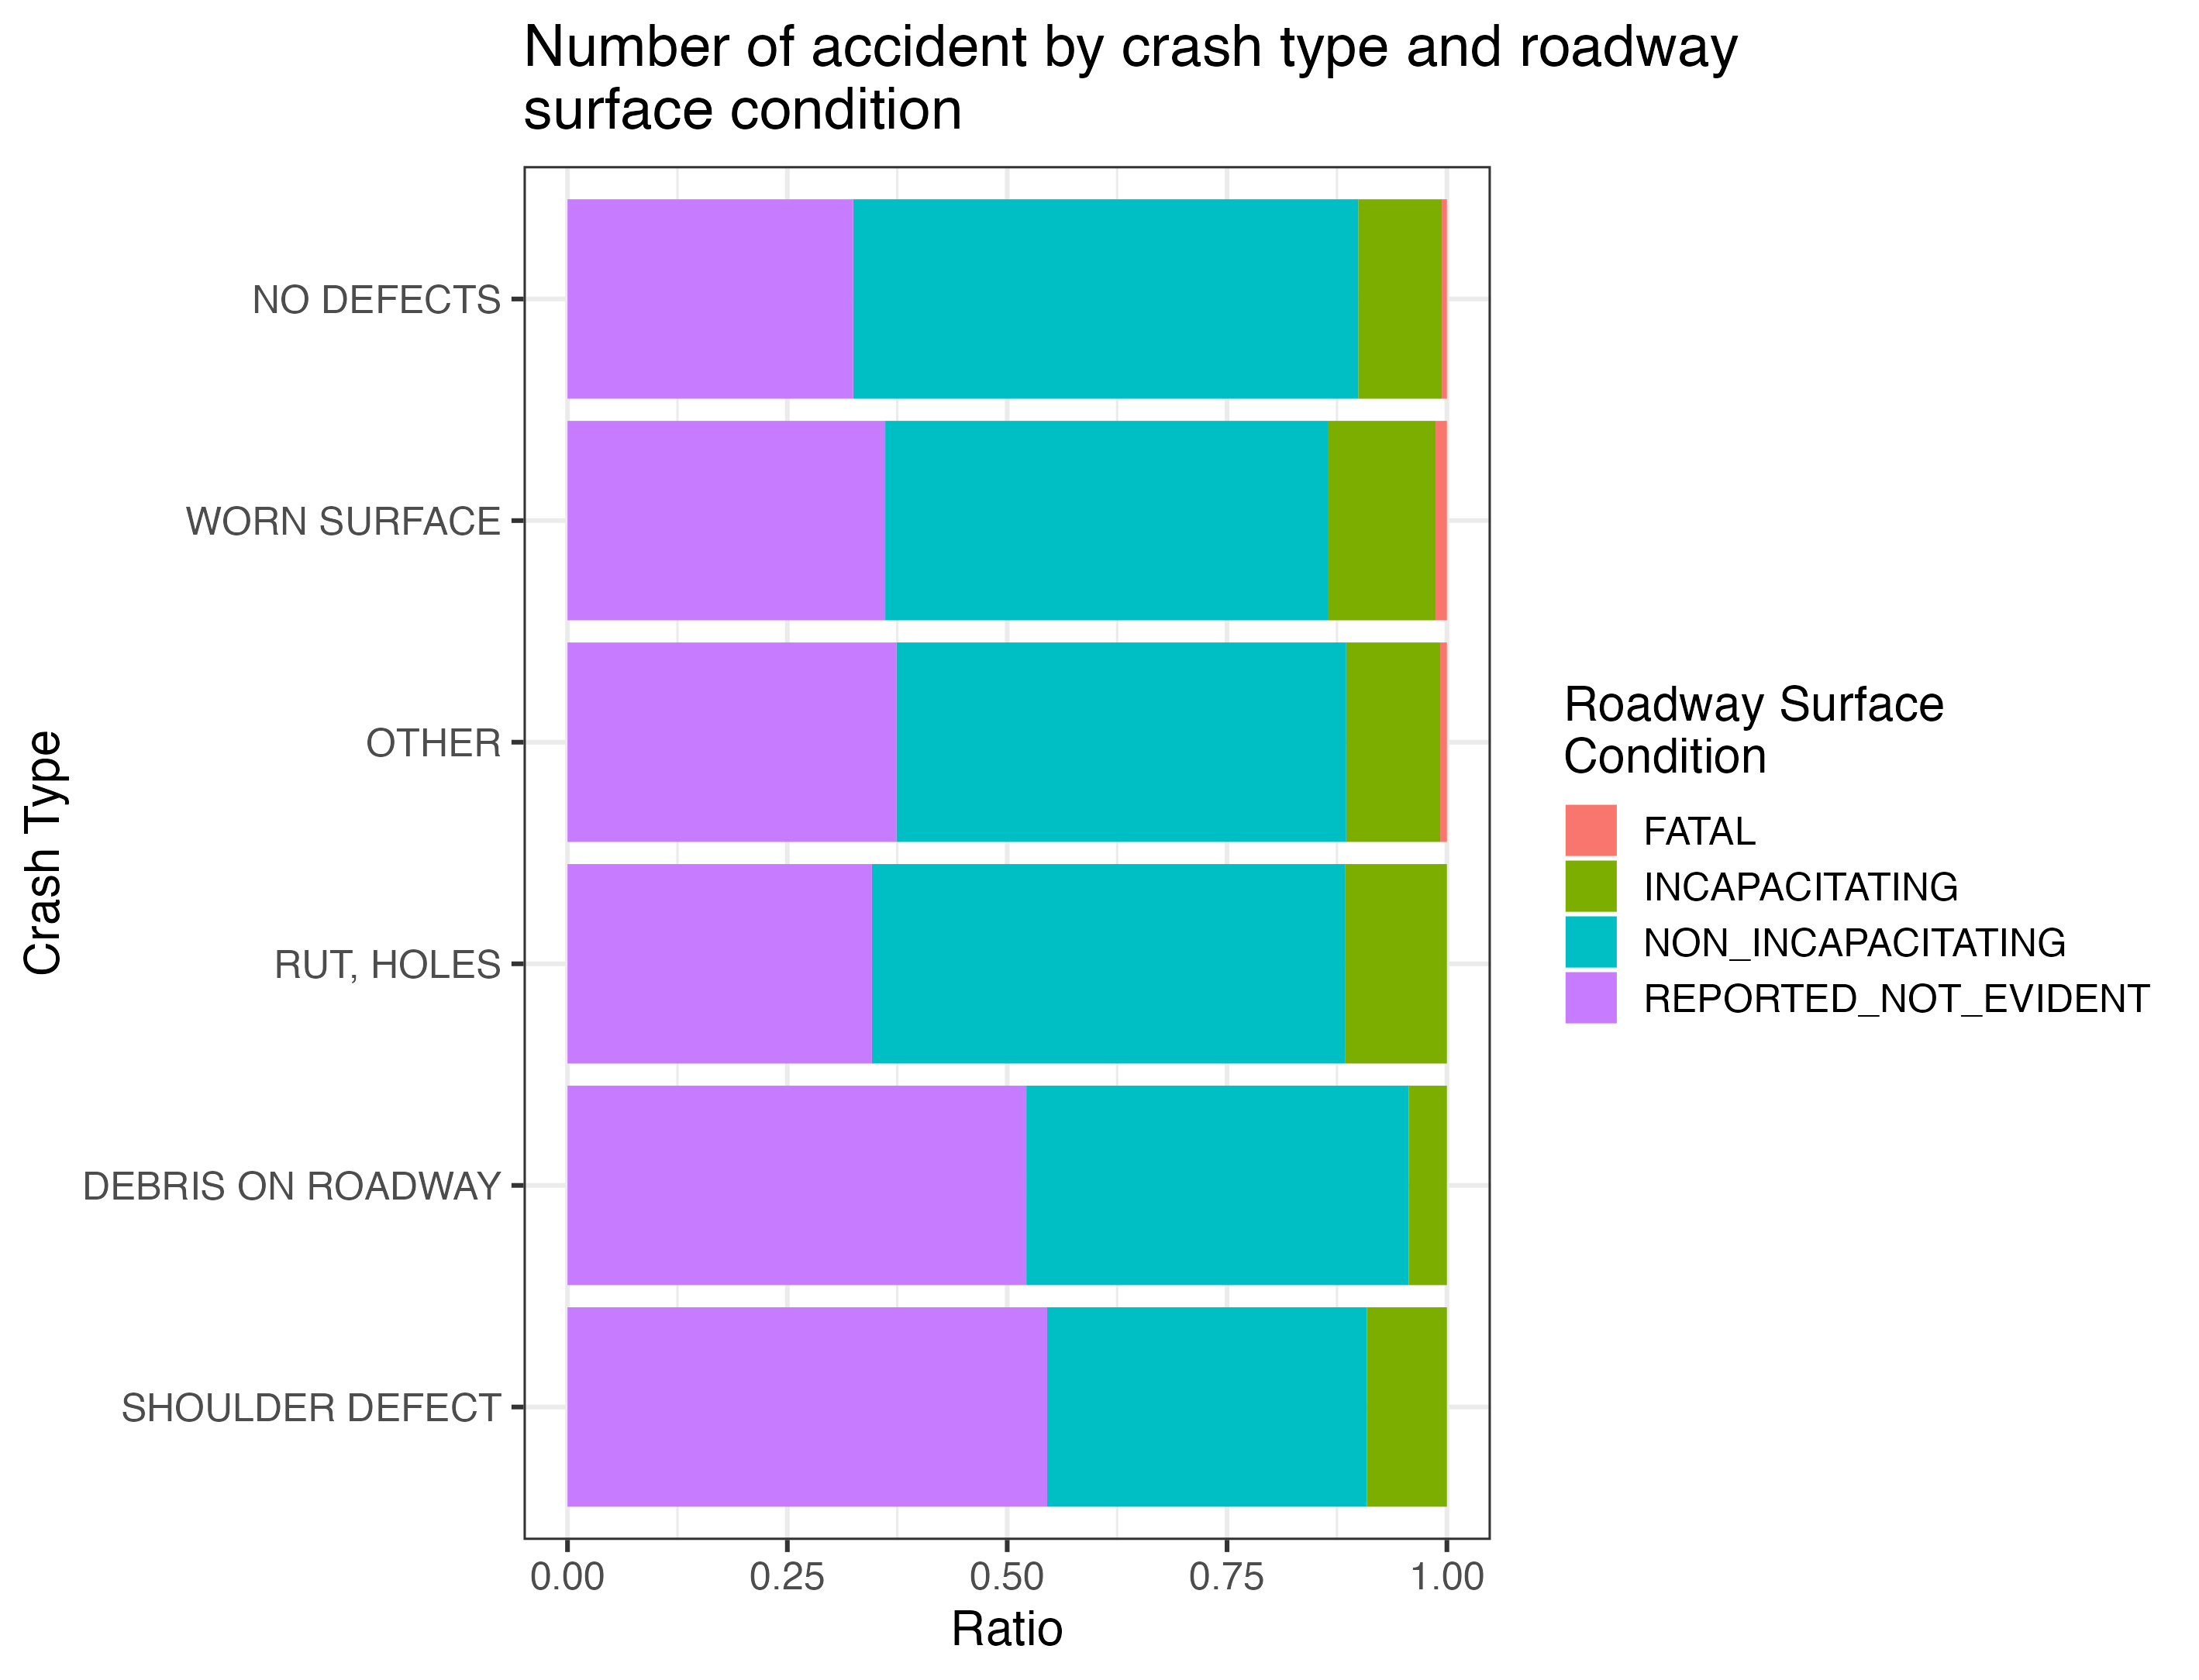 Number of accident by crash type and roadway
surface condition
Crash Type
NO DEFECTS
WORN SURFACE
OTHER
RUT, HOLES
DEBRIS ON ROADWAY
SHOULDER DEFECT
0.00 0.25 0.50 0.75 1.00
Ratio
Roadway Surface
Condition
FATAL
INCAPACITATING
NON_INCAPACITATING
REPORTED_NOT_EVIDENT